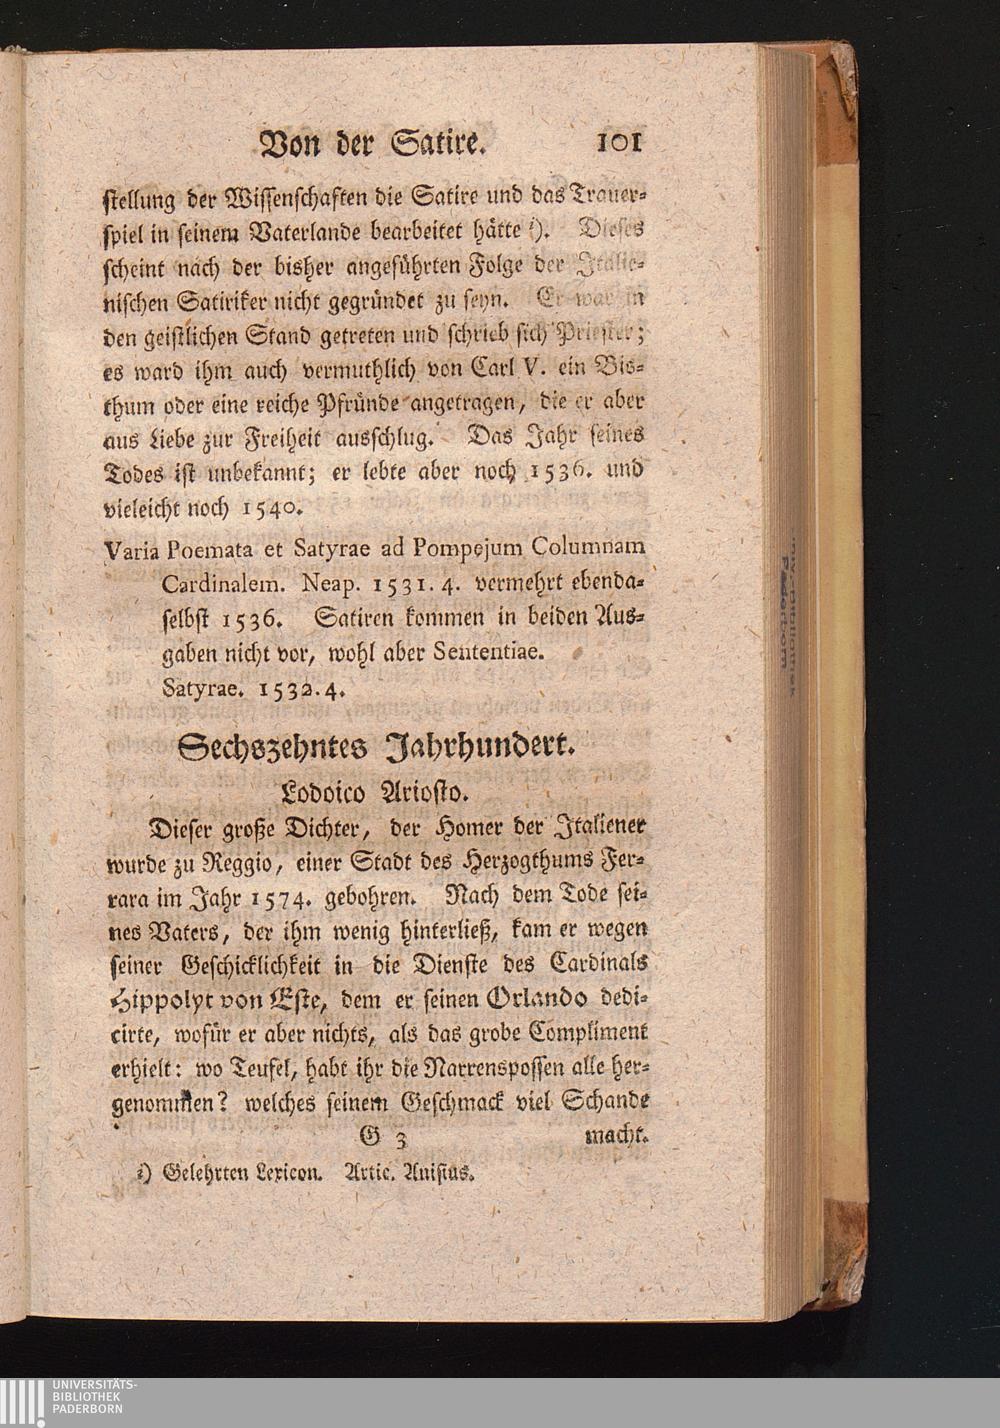 Von der Satire. 101
stellung der Wissenschaften die Satire und das Trauer-
spiel in seinem Vaterlande bearbeitet hätte i). Dieses
scheint nach der bisher angeführten Folge der Italie-
nischen Satiriker nicht gegründet zu seyn. Er war in
den geistlichen Stand getreten und schrieb sich Priester;
es ward ihm auch vermuthlich von Carl V. ein Bis-
thum oder eine reiche Pfründe angetragen, die er aber
aus Liebe zur Freiheit ausschlug. Das Jahr seines
Todes ist unbekannt; er lebte aber noch 1536. und
vieleicht noch 1540.
Varia Poemata et Satyrae ad Pompejum Columnam
Cardinalem. Neap. 1531. 4. vermehrt ebenda-
selbst 1536. Satiren kommen in beiden Aus-
gaben nicht vor, wohl aber Sententiae.
Satyrae. 1532. 4.
Sechszehntes Jahrhundert.
Lodoico Ariosto.
Dieser große Dichter, der Homer der Italiener
wurde zu Reggio, einer Stadt des Herzogthums Fer-
rara im Jahr 1574. gebohren. Nach dem Tode sei-
nes Vaters, der ihm wenig hinterließ, kam er wegen
seiner Geschicklichkeit in die Dienste des Cardinals
Hippolyt von Este, dem er seinen Orlando dedi-
cirte, wofür er aber nichts, als das grobe Compliment
erhielt: wo Teufel, habt ihr die Narrenspossen alle her-
genommen? welches seinem Geschmack viel Schande
G 3 macht.
i) Gelehrten Lexicon. Artic. Anisius.
Univ.-Bibliothek
Paderborn
UNIVERSITÄTS-
BIBLIOTHEK
PADERBORN